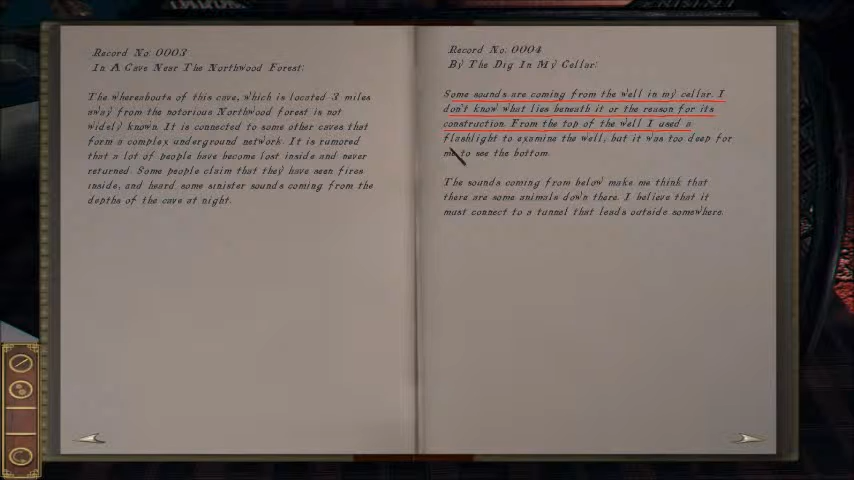 Record No. 0003
In A Cave Near The Northwood Forest:
The whereabouts of this cave, which is located 3 miles
away from the notorious Northwood forest is not
widely known. It is connected to some other caves that
form a complex underground network. It is rumored
that a lot of people have become lost inside and never
returned. Some people claim that they have seen fires
inside, and heard some sinister sounds coming from the
depths of the cave at night.
Record No. 0004
By The Dig In My Cellar:
Some sounds are coming from the well in my cellar. I
don't know what lies beneath it or the reason for its
construction. From the top of the well I used a
flashlight to examine the well, but it was too deep for
me to see the bottom.
The sounds coming from below make me think that
there are some animals down there. I believe that it
must connect to a tunnel that leads outside somewhere.